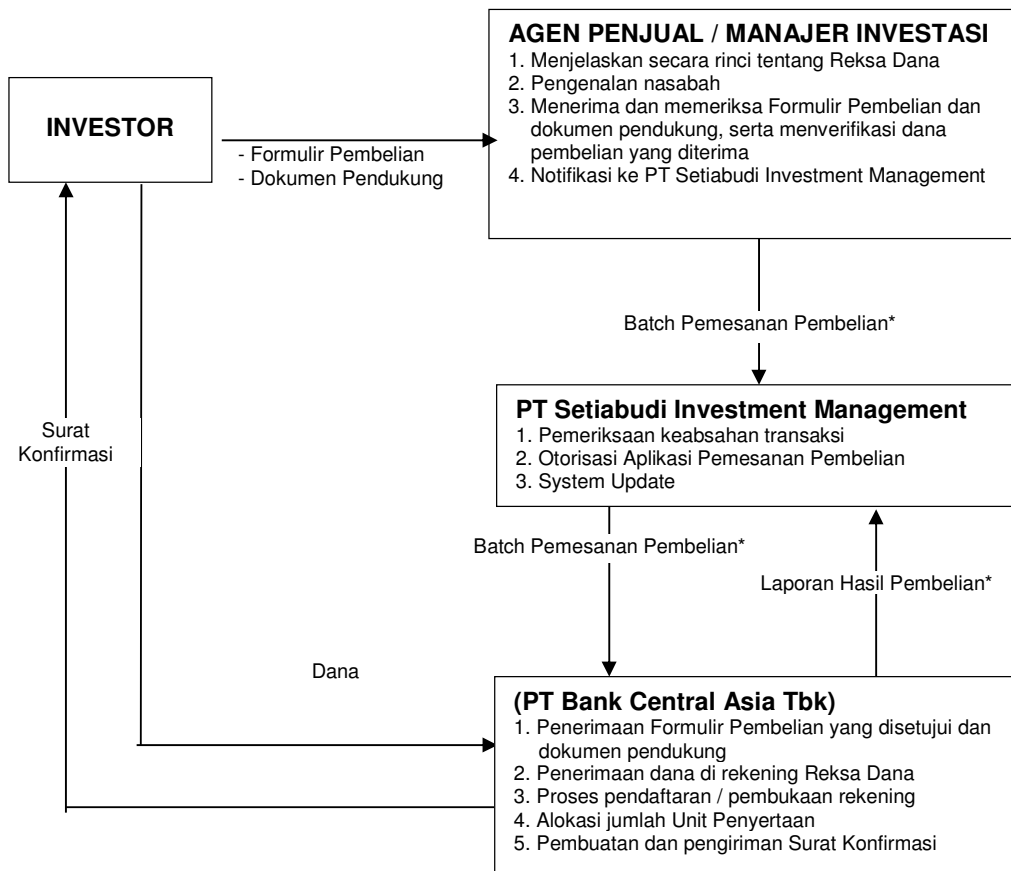 AGEN PENJUAL / MANAJER INVESTASI
1. Menjelaskan secara rinci tentang Reksa Dana
2. Pengenalan nasabah
3. Menerima dan memeriksa Formulir Pembelian dan
dokumen pendukung, serta menverifikasi dana
pembelian yang diterima
4. Notifikasi ke PT Setiabudi Investment Management
INVESTOR
- Formulir Pembelian
- Dokumen Pendukung
Batch Pemesanan Pembelian*
PT Setiabudi Investment Management
1. Pemeriksaan keabsahan transaksi
2. Otorisasi Aplikasi Pemesanan Pembelian
3. System Update
Surat
Konfirmasi
Batch Pemesanan Pembelian*
Laporan Hasil Pembelian*
Dana
(PT Bank Central Asia Tbk)
1. Penerimaan Formulir Pembelian yang disetujui dan
dokumen pendukung
2. Penerimaan dana di rekening Reksa Dana
3. Proses pendaftaran / pembukaan rekening
4. Alokasi jumlah Unit Penyertaan
5. Pembuatan dan pengiriman Surat Konfirmasi